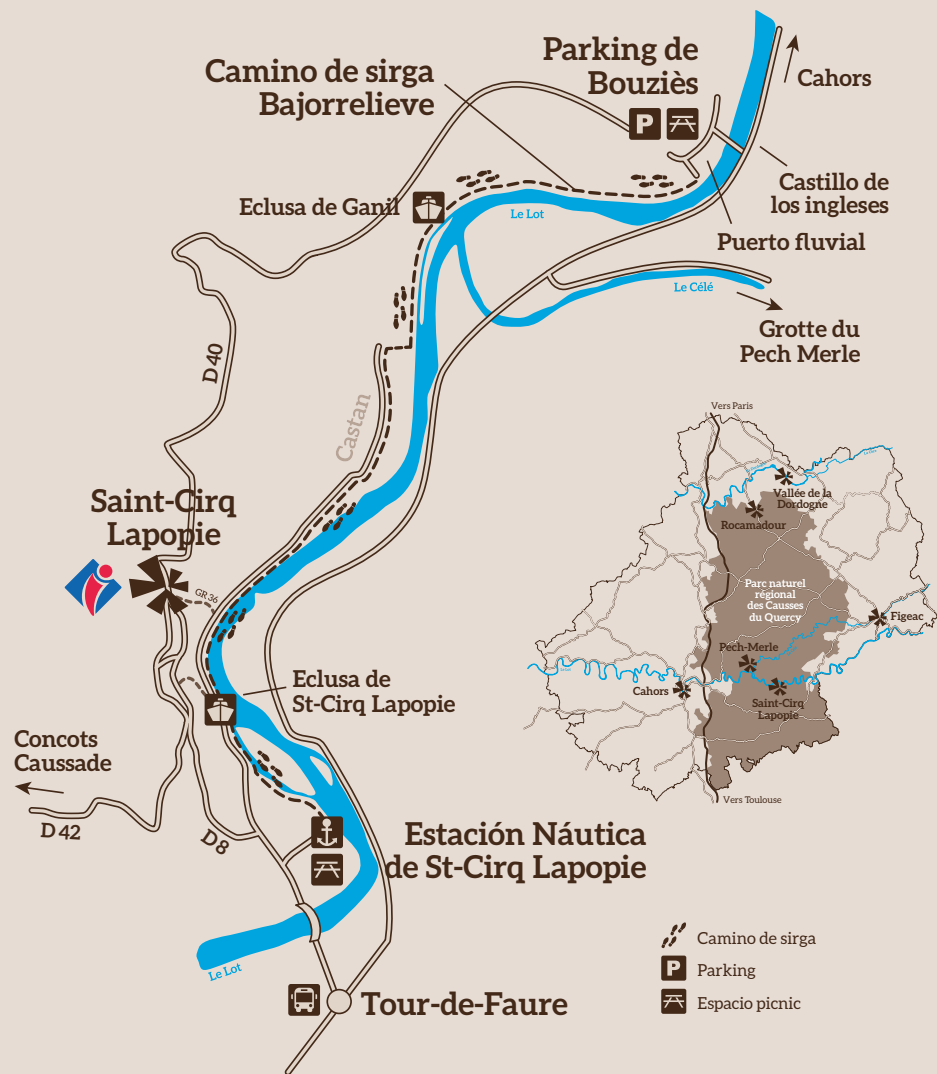 Parking de
Bouziès
P
Cahors
Camino de sirga
Bajorrelieve
Castillo de
los ingleses
Eclusa de Ganil
Le Lot
Puerto fluvial
Le Célé
Grotte du
Pech Merle
D 40
Castan
Saint-Cirq
Lapopie
GR 36
Eclusa de
St-Cirq Lapopie
Concots
Caussade
D 42
D 8
Estación Náutica
de St-Cirq Lapopie
Le Lot
Tour-de-Faure
Vers Paris
Vallée de la
Dordogne
Rocamadour
Parc naturel
régional
des Causses
du Quercy
Figeac
Pech-Merle
Cahors
Saint-Cirq
Lapopie
Vers Toulouse
Camino de sirga
P
Parking
Espacio picnic